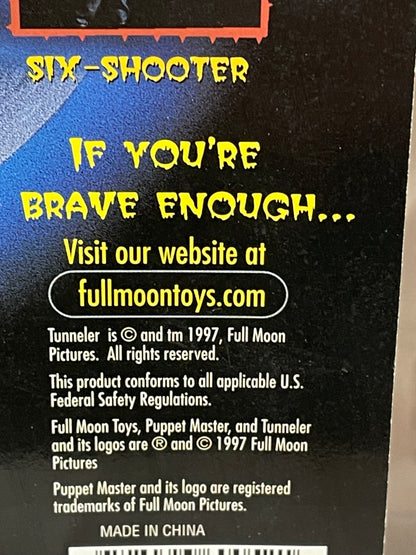 SIX-SHOOTER
IF YOU'RE
BRAVE ENOUGH...
Visit our website at
fullmoontoys.com
Tunneler is © and tm 1997, Full Moon
Pictures. All rights reserved.
This product conforms to all applicable U.S.
Federal Safety Regulations.
Full Moon Toys, Puppet Master, and Tunneler
and its logos are ® and © 1997 Full Moon
Pictures
Puppet Master and its logo are registered
trademarks of Full Moon Pictures.
MADE IN CHINA